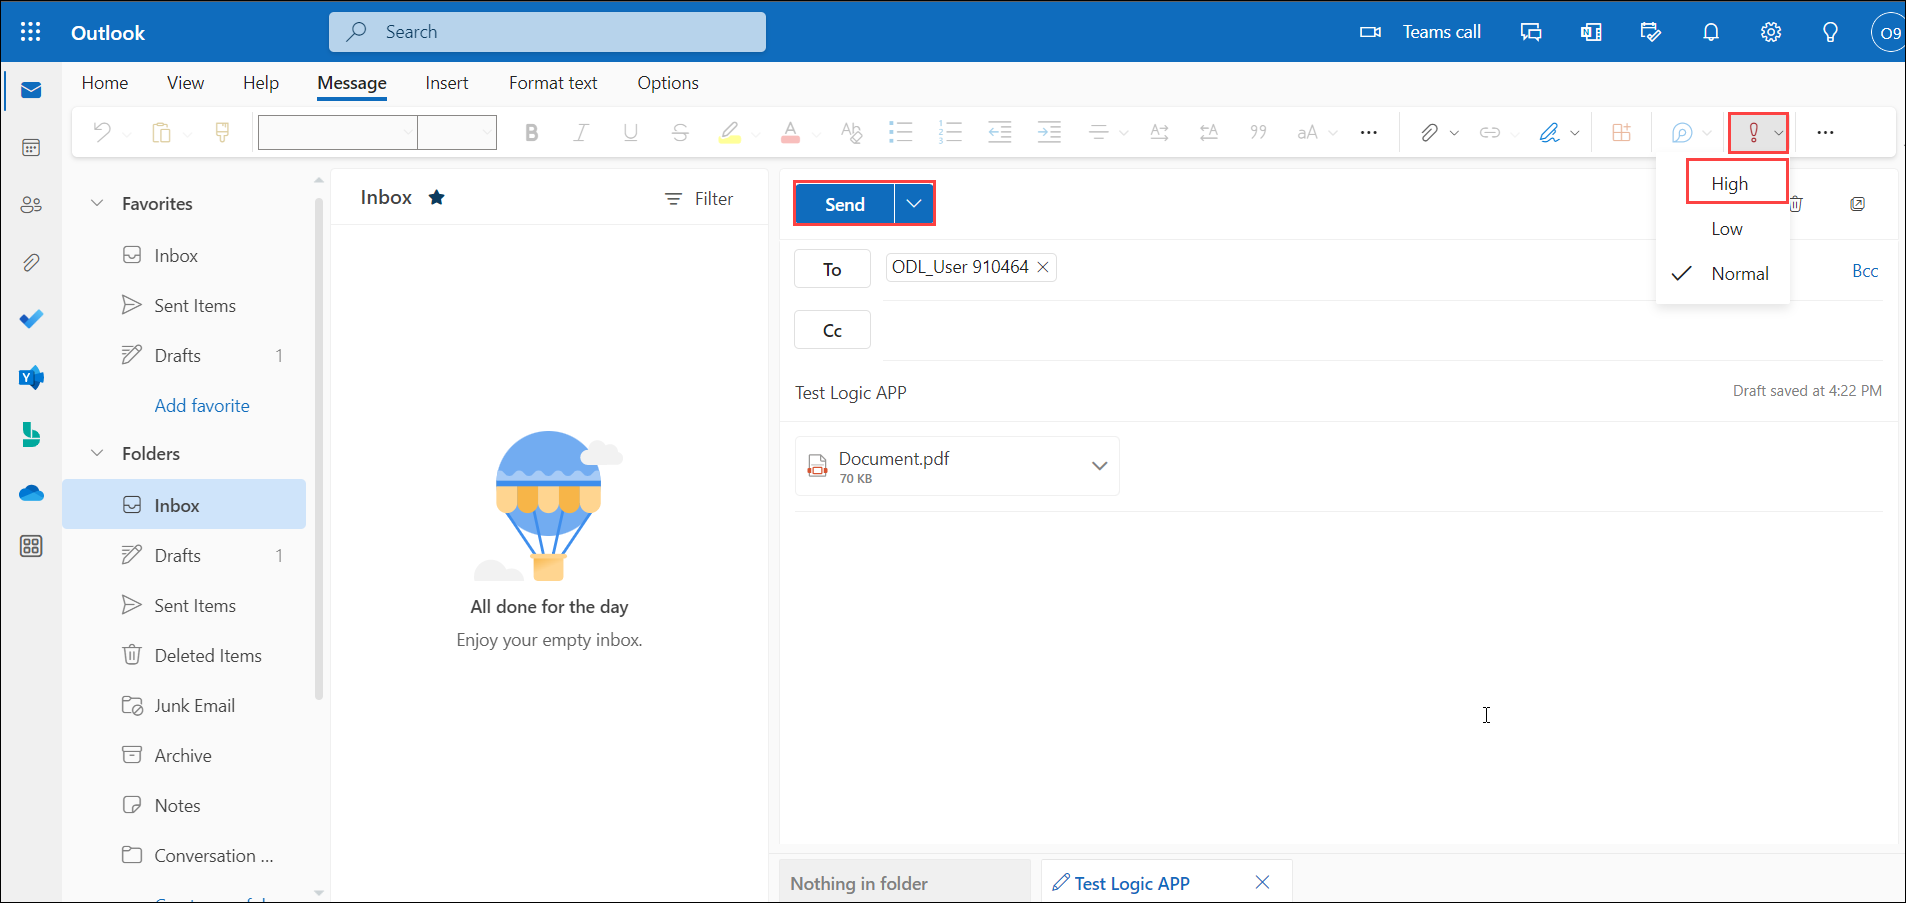 Outlook
Search
Teams call
O9
Home View Help Message Insert Format text Options
High
Low
Normal
Favorites
Inbox
Sent Items
Drafts 1
Add favorite
Folders
Inbox
Drafts 1
Sent Items
Deleted Items
Junk Email
Archive
Notes
Conversation ...
Inbox
Filter
All done for the day
Enjoy your empty inbox.
Send
To
ODL_User 910464
Bcc
Cc
Test Logic APP
Draft saved at 4:22 PM
Document.pdf
70 KB
Nothing in folder
Test Logic APP